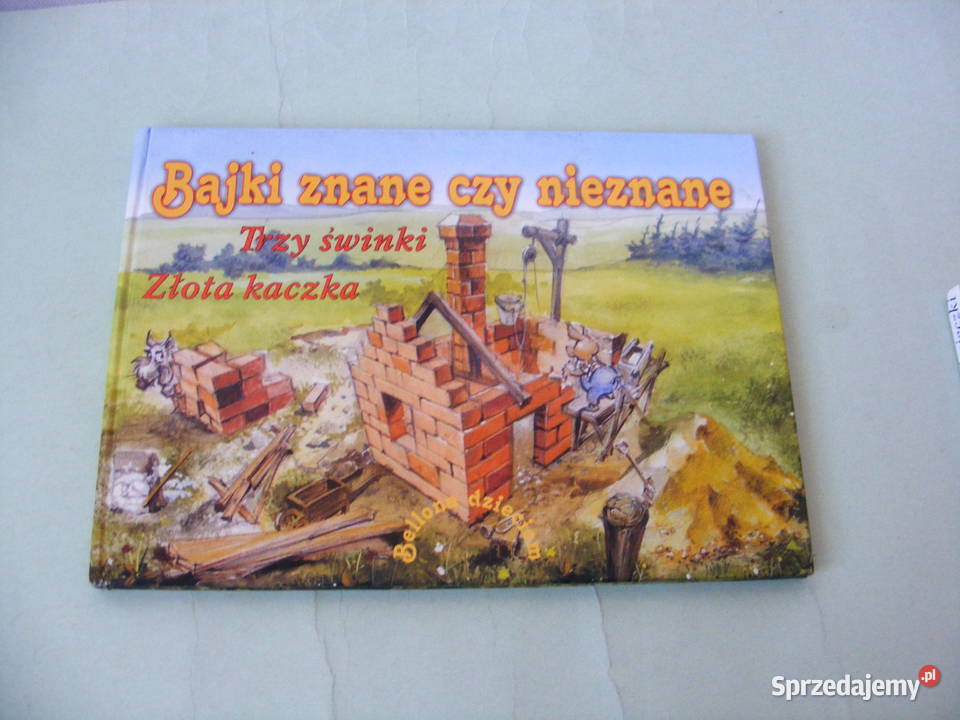 Bajki znane czy nieznane
Trzy świnki
Złota kaczka
Bellona dzieciom
Sprzedajemy.pl